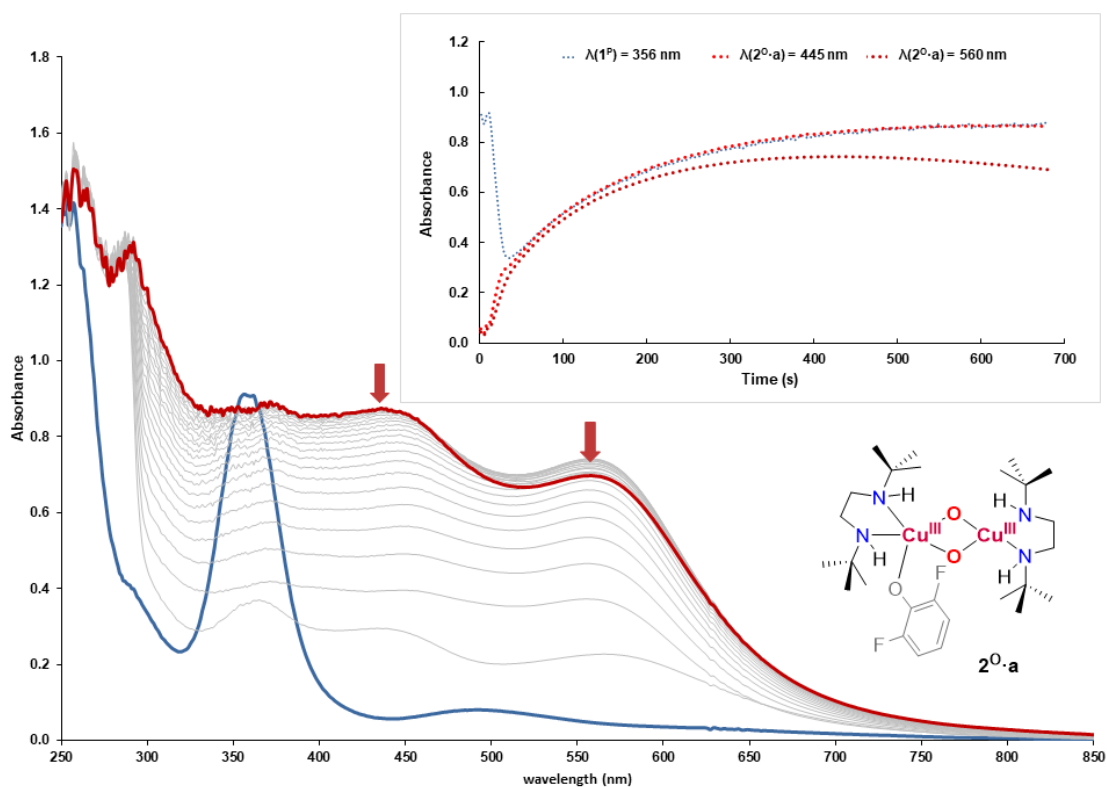 1.2
λ(1ᴾ) = 356 nm λ(2ᴼ·a) = 445 nm λ(2ᴼ·a) = 560 nm
1.0
0.8
0.6
0.4
0.2
0.0
Absorbance
0 100 200 300 400 500 600 700
Time (s)
1.8
1.6
1.4
1.2
1.0
0.8
0.6
0.4
0.2
0.0
Absorbance
250 300 350 400 450 500 550 600 650 700 750 800 850
wavelength (nm)
N H
H N
O
Cuᴵᴵᴵ Cuᴵᴵᴵ
N
O
N
H
H
O
F
F
2ᴼ·a